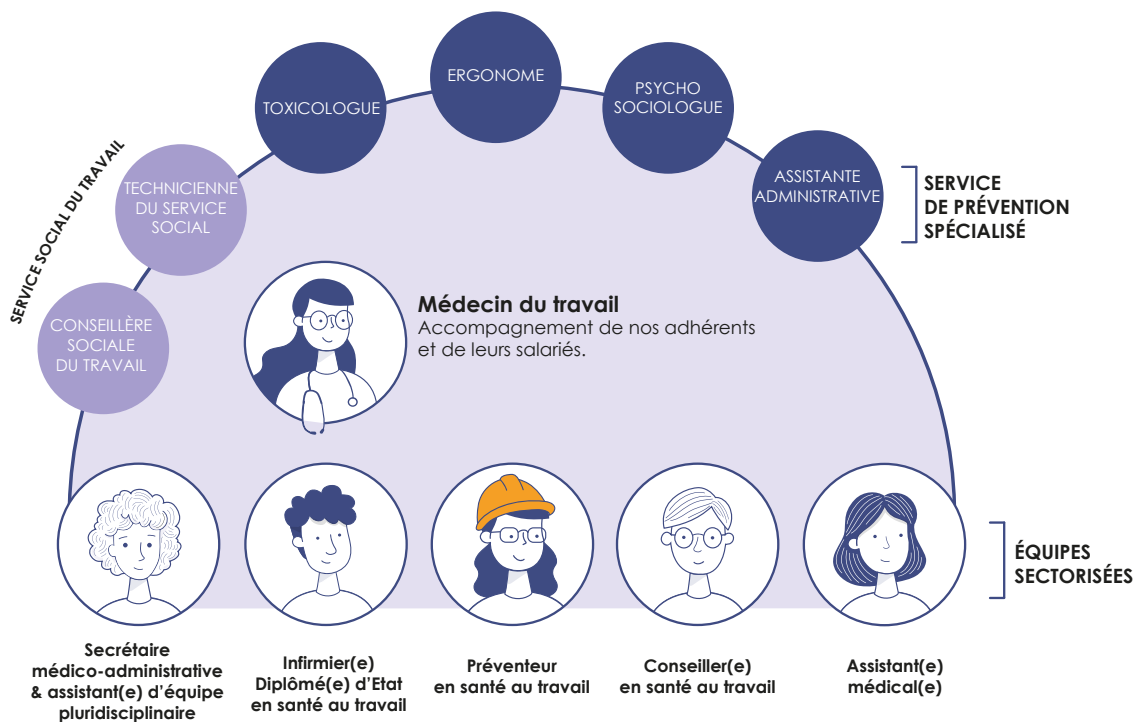 ERGONOME
TOXICOLOGUE
PSYCHO
SOCIOLOGUE
SERVICE SOCIAL DU TRAVAIL
TECHNICIENNE
DU SERVICE
SOCIAL
ASSISTANTE
ADMINISTRATIVE
SERVICE
DE PRÉVENTION
SPÉCIALISÉ
CONSEILLÈRE
SOCIALE
DU TRAVAIL
Médecin du travail
Accompagnement de nos adhérents
et de leurs salariés.
ÉQUIPES
SECTORISÉES
Secrétaire
médico-administrative
& assistant(e) d’équipe
pluridisciplinaire
Infirmier(e)
Diplômé(e) d’Etat
en santé au travail
Préventeur
en santé au travail
Conseiller(e)
en santé au travail
Assistant(e)
médical(e)